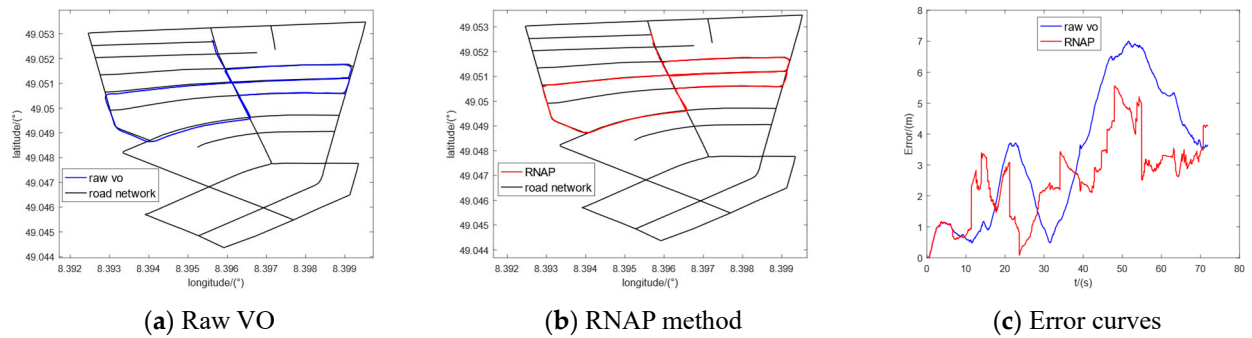 49.053
49.052
49.051
49.05
49.049
49.048
49.047
49.046
49.045
49.044
latitude/(°)
raw vo
road network
8.392 8.393 8.394 8.395 8.396 8.397 8.398 8.399
longitude/(°)
(a) Raw VO
49.053
49.052
49.051
49.05
49.049
49.048
49.047
49.046
49.045
49.044
latitude/(°)
RNAP
road network
8.392 8.393 8.394 8.395 8.396 8.397 8.398 8.399
longitude/(°)
(b) RNAP method
8
7
6
5
4
3
2
1
0
Error/(m)
raw vo
RNAP
0 10 20 30 40 50 60 70 80
t/(s)
(c) Error curves